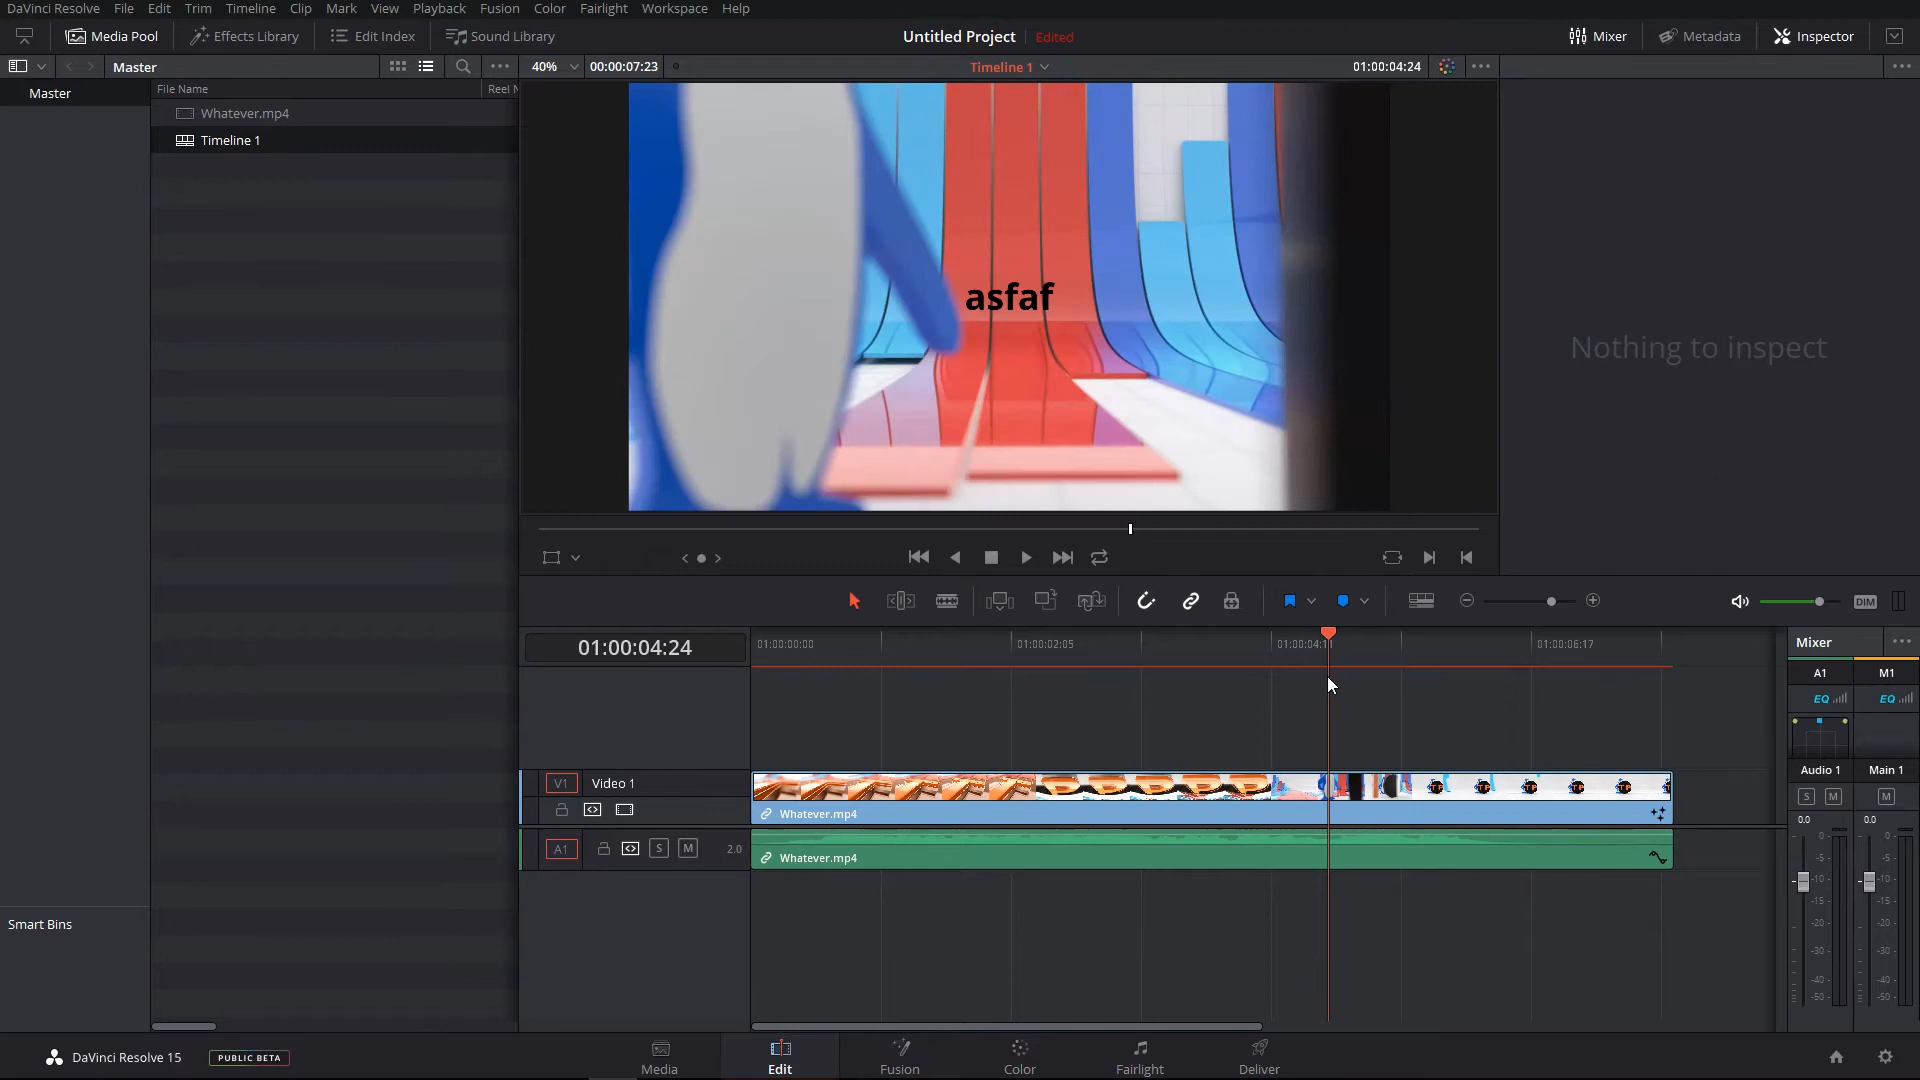 DaVinci Resolve File Edit Trim Timeline Clip Mark View Playback Fusion Color Fairlight Workspace Help
Media Pool Effects Library Edit Index Sound Library Untitled Project Edited Mixer Metadata Inspector
Master 40% 00:00:07:23 Timeline 1 01:00:04:24
Master File Name Reel N
Whatever.mp4
Timeline 1
asfaf
Nothing to inspect
DIM
01:00:04:24 01:00:00:00 01:00:02:05 01:00:04:11 01:00:06:17 Mixer
A1 M1
EQ EQ
V1 Video 1 Audio 1 Main 1
S M M
Whatever.mp4 0.0 0.0
A1 S M 2.0 Whatever.mp4
0 0
-5 -5
-10 -10
-15 -15
-20 -20
-30 -30
-40 -40
-50 -50
Smart Bins
DaVinci Resolve 15 PUBLIC BETA Media Edit Fusion Color Fairlight Deliver